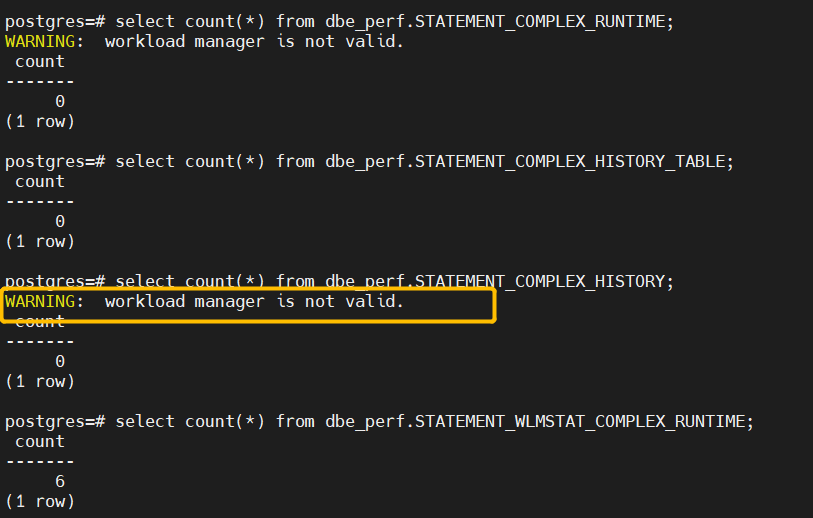 postgres=# select count(*) from dbe_perf.STATEMENT_COMPLEX_RUNTIME;
WARNING:  workload manager is not valid.
 count
-------
     0
(1 row)
postgres=# select count(*) from dbe_perf.STATEMENT_COMPLEX_HISTORY_TABLE;
 count
-------
     0
(1 row)
postgres=# select count(*) from dbe_perf.STATEMENT_COMPLEX_HISTORY;
WARNING:  workload manager is not valid.
 count
-------
     0
(1 row)
postgres=# select count(*) from dbe_perf.STATEMENT_WLMSTAT_COMPLEX_RUNTIME;
 count
-------
     6
(1 row)